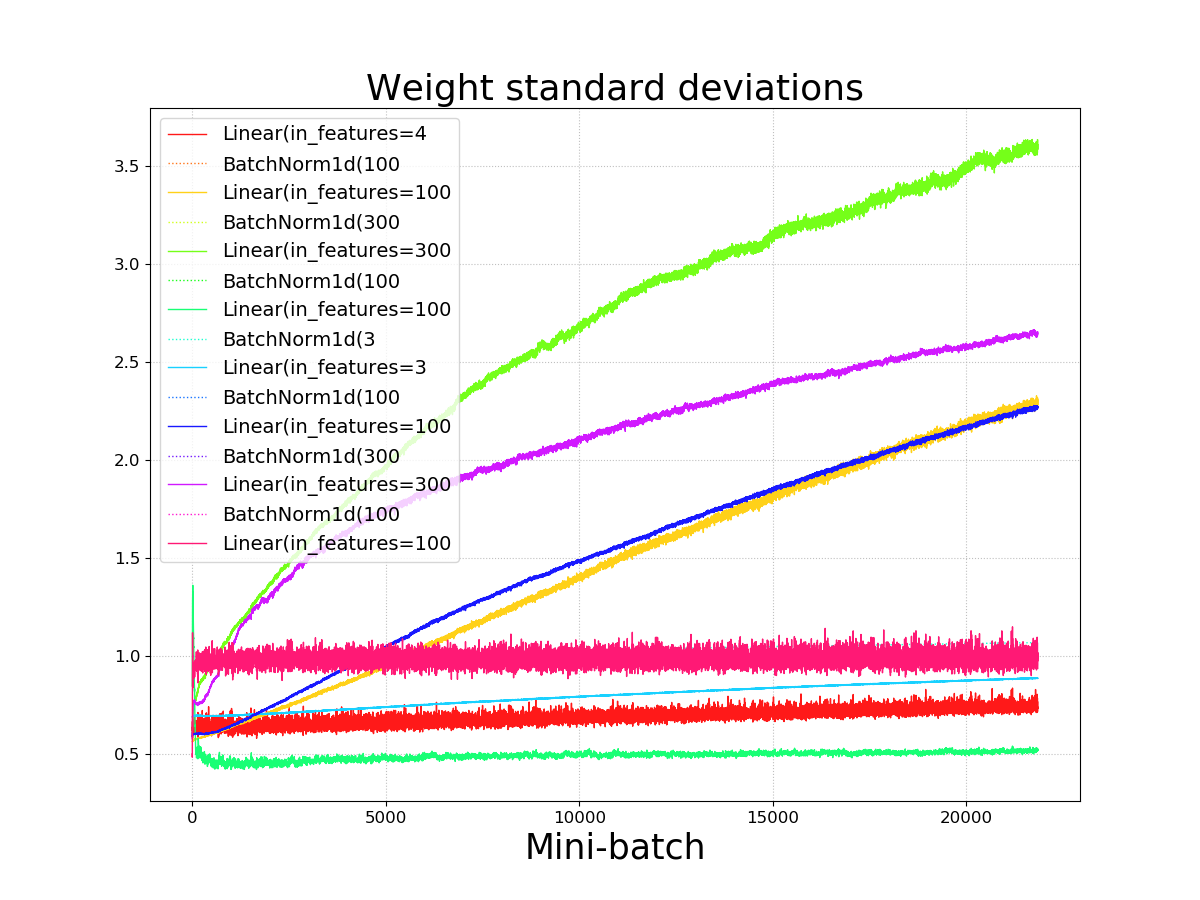 Weight standard deviations
Linear(in_features=4
BatchNorm1d(100
Linear(in_features=100
BatchNorm1d(300
Linear(in_features=300
BatchNorm1d(100
Linear(in_features=100
BatchNorm1d(3
Linear(in_features=3
BatchNorm1d(100
Linear(in_features=100
BatchNorm1d(300
Linear(in_features=300
BatchNorm1d(100
Linear(in_features=100
3.5
3.0
2.5
2.0
1.5
1.0
0.5
0 5000 10000 15000 20000
Mini-batch